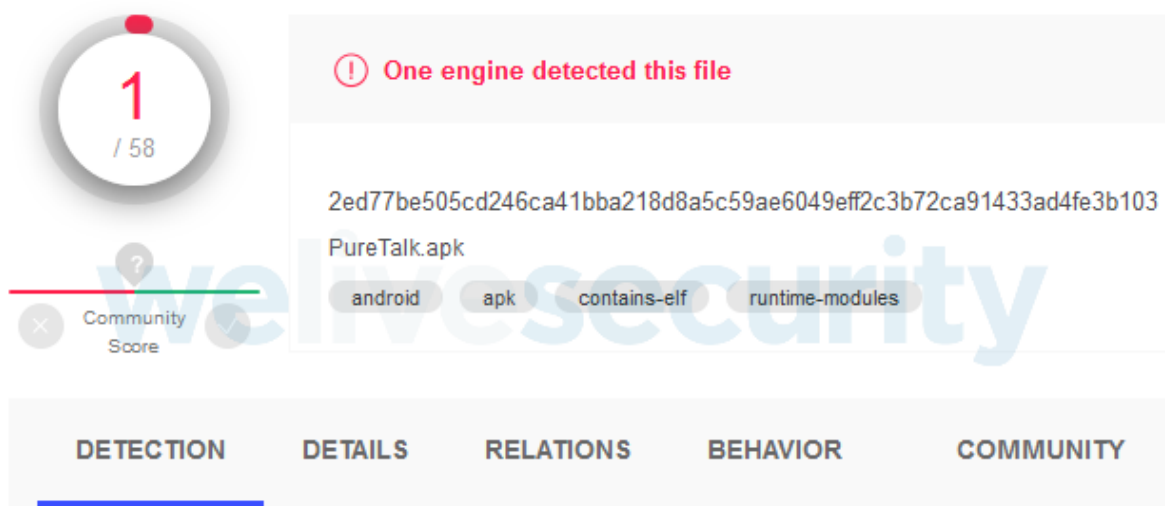 1
/ 58
One engine detected this file
2ed77be505cd246ca41bba218d8a5c59ae6049eff2c3b72ca91433ad4fe3b103
PureTalk.apk
android apk contains-elf runtime-modules
?
Community
Score
welivesecurity
DETECTION DETAILS RELATIONS BEHAVIOR COMMUNITY